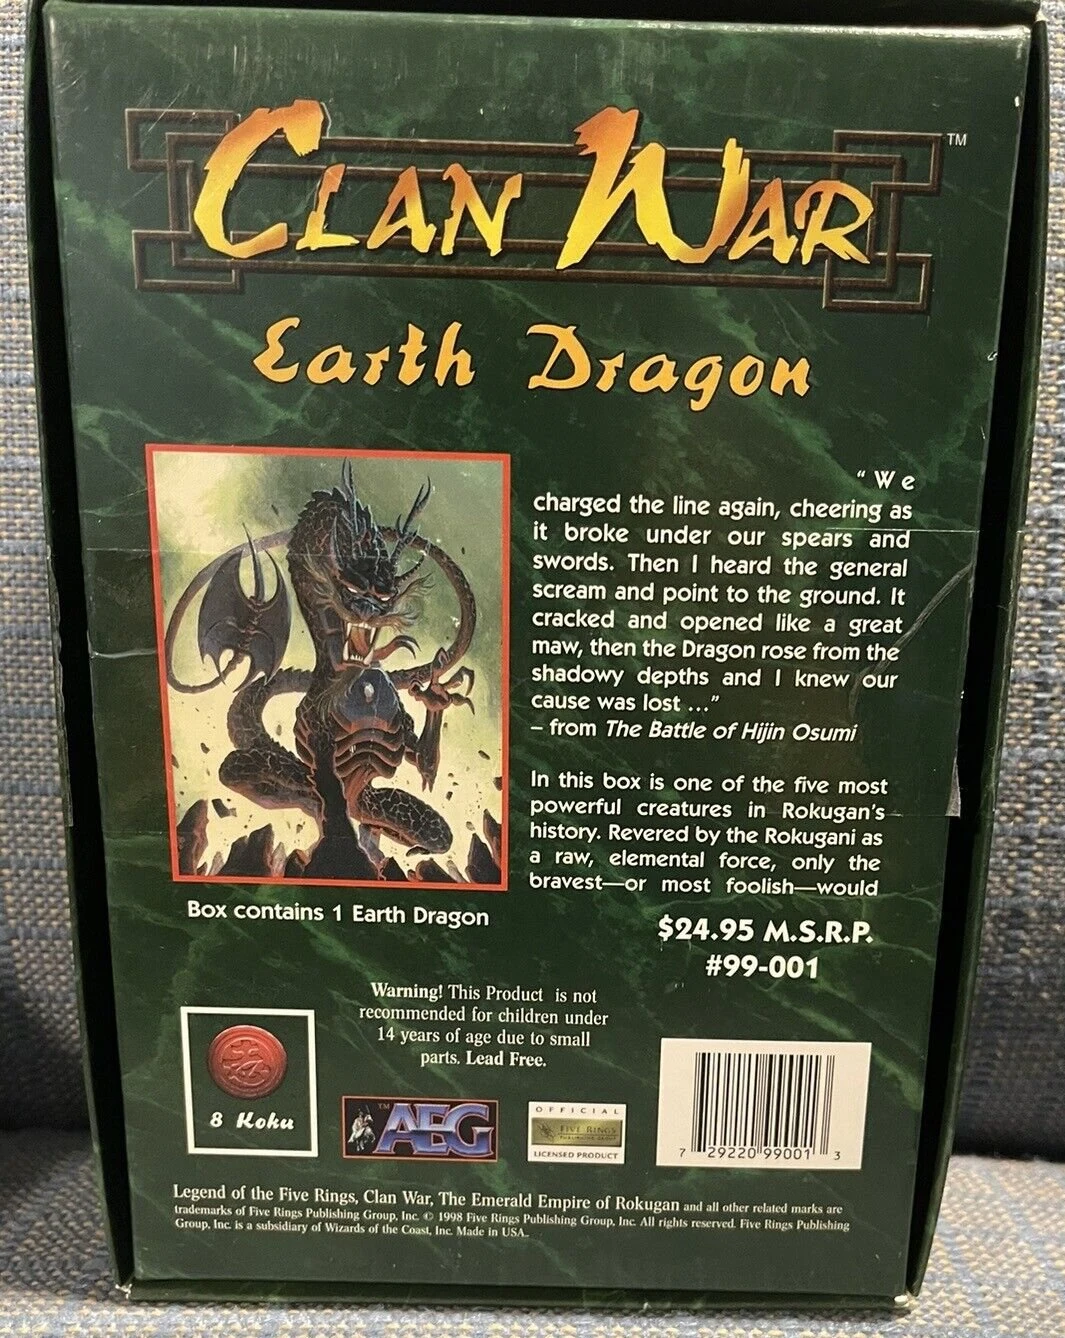 CLAN WAR TM
Earth Dragon
" We
charged the line again, cheering as
it broke under our spears and
swords. Then I heard the general
scream and point to the ground. It
cracked and opened like a great
maw, then the Dragon rose from the
shadowy depths and I knew our
cause was lost ..."
– from The Battle of Hijin Osumi
In this box is one of the five most
powerful creatures in Rokugan's
history. Revered by the Rokugani as
a raw, elemental force, only the
bravest—or most foolish—would
Box contains 1 Earth Dragon
$24.95 M.S.R.P.
#99-001
Warning! This Product is not
recommended for children under
14 years of age due to small
parts. Lead Free.
8 Koku
TM AEG
OFFICIAL
FIVE RINGS
PUBLISHING GROUP
LICENSED PRODUCT
7 29220 99001 3
Legend of the Five Rings, Clan War, The Emerald Empire of Rokugan and all other related marks are
trademarks of Five Rings Publishing Group, Inc. © 1998 Five Rings Publishing Group, Inc. All rights reserved. Five Rings Publishing
Group, Inc. is a subsidiary of Wizards of the Coast, Inc. Made in USA.